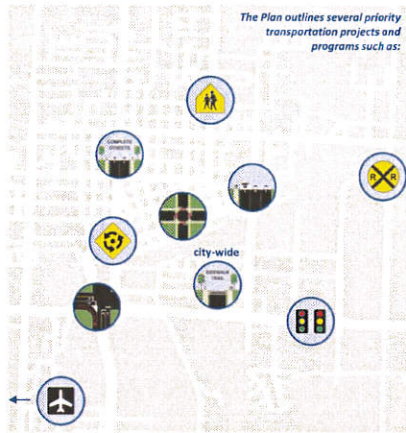 The Plan outlines several priority
transportation projects and
programs such as:
COMPLETE
STREETS
R R
city-wide
SIDEWALK
TRAIL